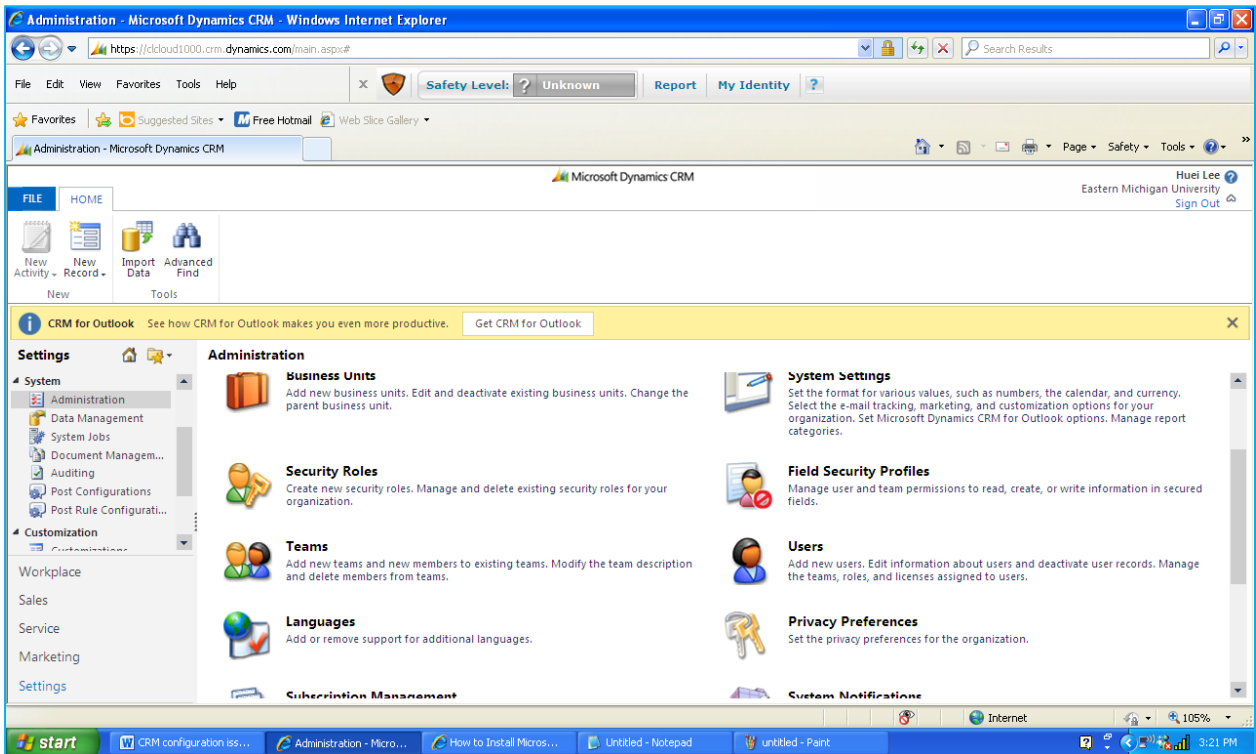 Administration - Microsoft Dynamics CRM - Windows Internet Explorer
https://clcloud1000.crm.dynamics.com/main.aspx#
Search Results
File Edit View Favorites Tools Help
X Safety Level: ? Unknown Report My Identity ?
Favorites Suggested Sites Free Hotmail Web Slice Gallery
Administration - Microsoft Dynamics CRM
Page Safety Tools »
Microsoft Dynamics CRM
Huei Lee
Eastern Michigan University
Sign Out
FILE HOME
New Activity
New Record
Import Data
Advanced Find
New Tools
CRM for Outlook See how CRM for Outlook makes you even more productive. Get CRM for Outlook
Settings
System
Administration
Data Management
System Jobs
Document Managem...
Auditing
Post Configurations
Post Rule Configurati...
Customization
Customizations
Workplace
Sales
Service
Marketing
Settings
Administration
Business Units
Add new business units. Edit and deactivate existing business units. Change the
parent business unit.
System Settings
Set the format for various values, such as numbers, the calendar, and currency.
Select the e-mail tracking, marketing, and customization options for your
organization. Set Microsoft Dynamics CRM for Outlook options. Manage report
categories.
Security Roles
Create new security roles. Manage and delete existing security roles for your
organization.
Field Security Profiles
Manage user and team permissions to read, create, or write information in secured
fields.
Teams
Add new teams and new members to existing teams. Modify the team description
and delete members from teams.
Users
Add new users. Edit information about users and deactivate user records. Manage
the teams, roles, and licenses assigned to users.
Languages
Add or remove support for additional languages.
Privacy Preferences
Set the privacy preferences for the organization.
Subscription Management
System Notifications
Internet 105%
start CRM configuration iss... Administration - Micro... How to Install Micros... Untitled - Notepad untitled - Paint 3:21 PM